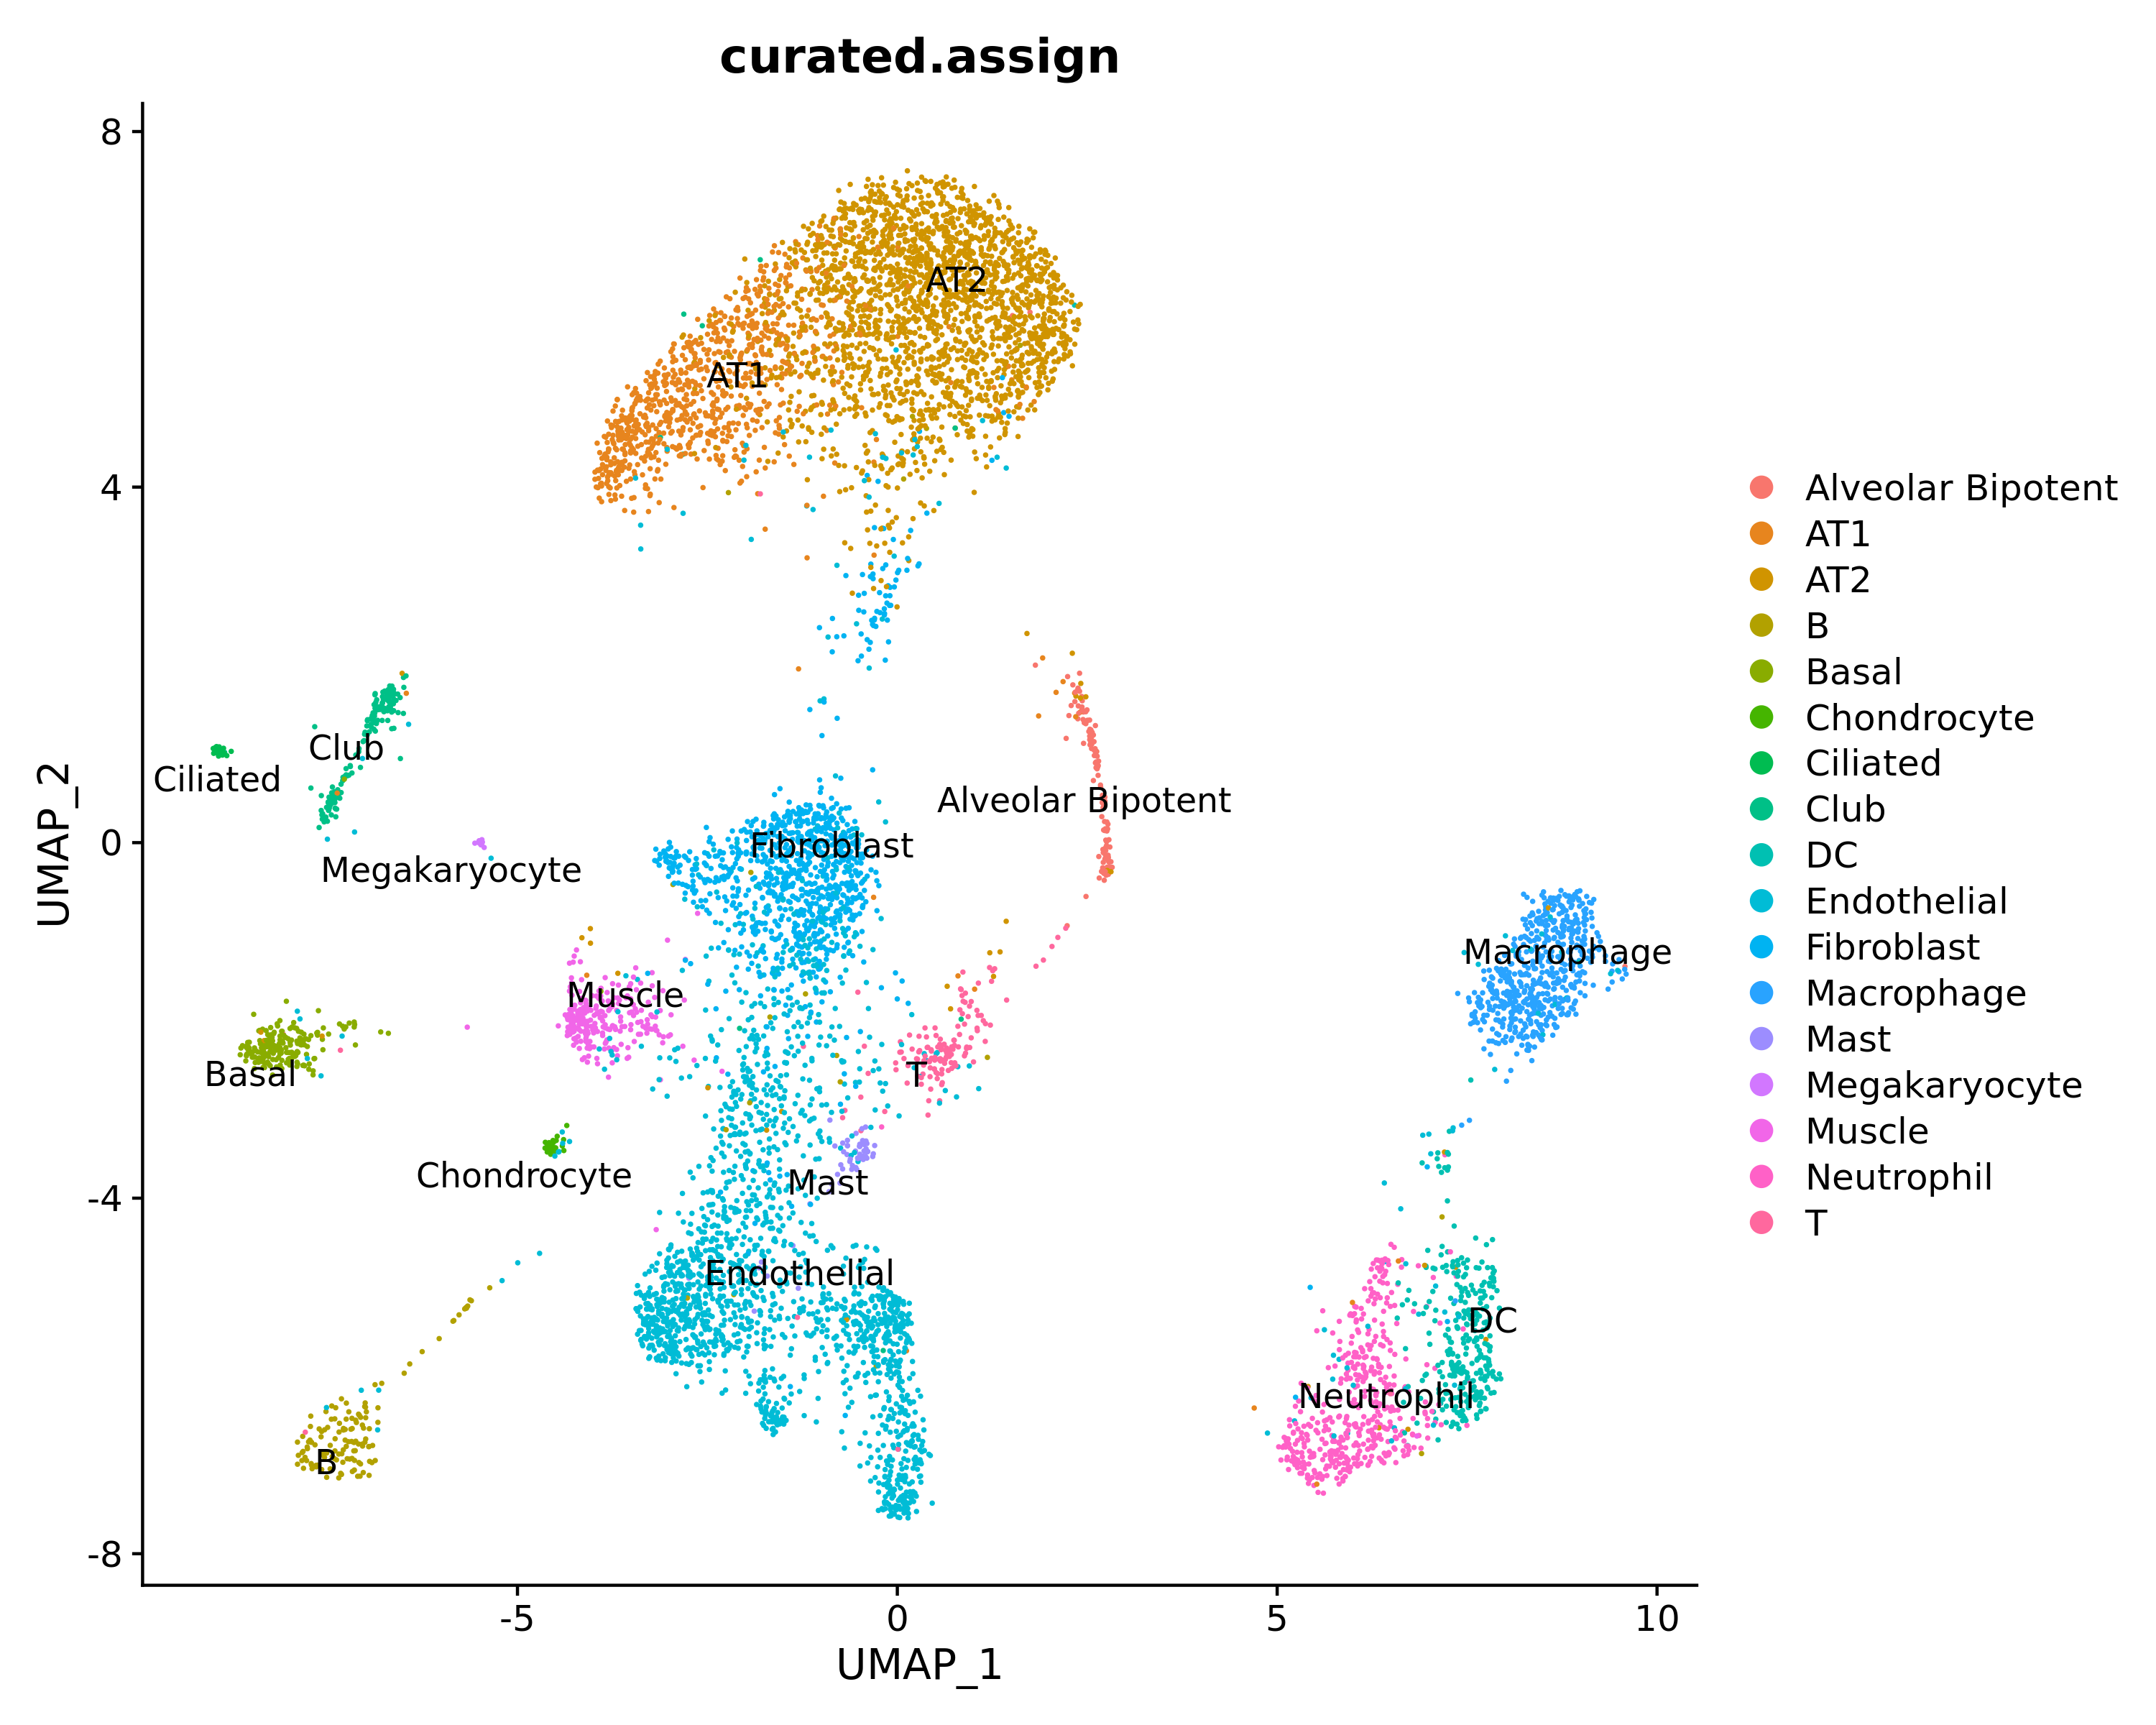 curated.assign
8
4
0
-4
-8
UMAP_2
-5
0
5
10
UMAP_1
AT2
AT1
Club
Ciliated
Alveolar Bipotent
Fibroblast
Megakaryocyte
Macrophage
Muscle
Basal
T
Chondrocyte
Mast
Endothelial
DC
Neutrophil
B
Alveolar Bipotent
AT1
AT2
B
Basal
Chondrocyte
Ciliated
Club
DC
Endothelial
Fibroblast
Macrophage
Mast
Megakaryocyte
Muscle
Neutrophil
T